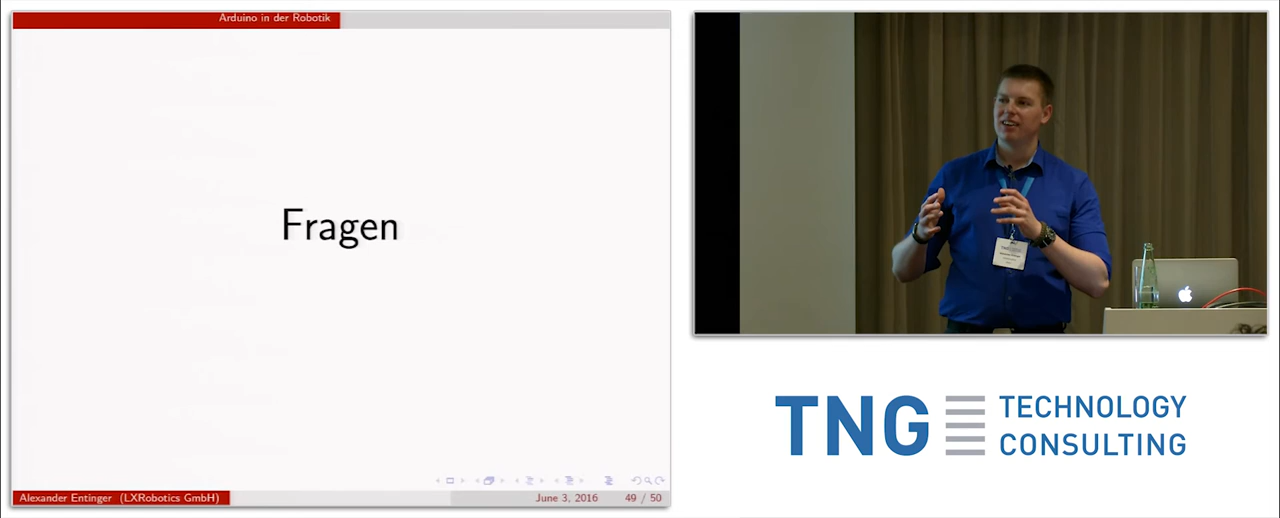 Arduino in der Robotik
Fragen
Alexander Entinger (LXRobotics GmbH)
June 3, 2016
49 / 50
TNG TECHNOLOGY
CONSULTING